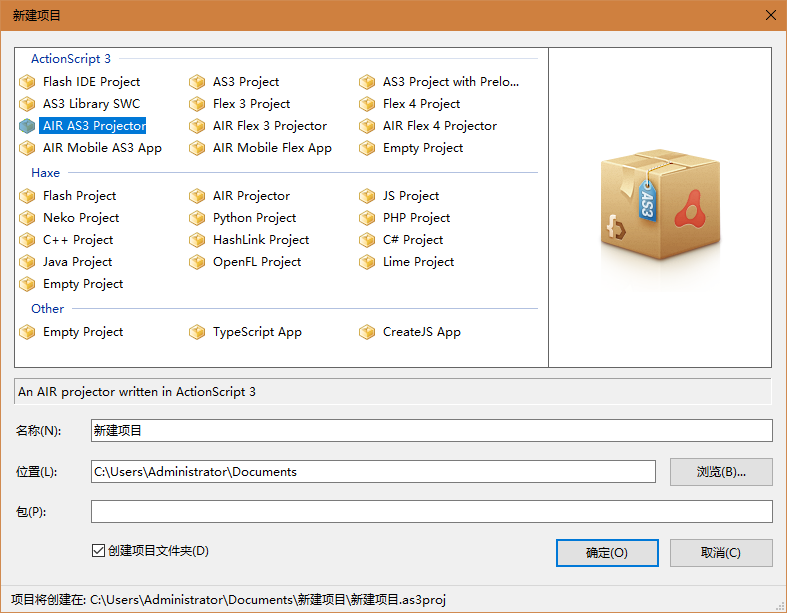 新建项目
ActionScript 3
Flash IDE Project AS3 Project AS3 Project with Prelo...
AS3 Library SWC Flex 3 Project Flex 4 Project
AIR AS3 Projector AIR Flex 3 Projector AIR Flex 4 Projector
AIR Mobile AS3 App AIR Mobile Flex App Empty Project
Haxe
Flash Project AIR Projector JS Project
Neko Project Python Project PHP Project
C++ Project HashLink Project C# Project
Java Project OpenFL Project Lime Project
Empty Project
Other
Empty Project TypeScript App CreateJS App
AS3
An AIR projector written in ActionScript 3
名称(N): 新建项目
位置(L): C:\Users\Administrator\Documents 浏览(B)...
包(P):
创建项目文件夹(D) 确定(O) 取消(C)
项目将创建在: C:\Users\Administrator\Documents\新建项目\新建项目.as3proj